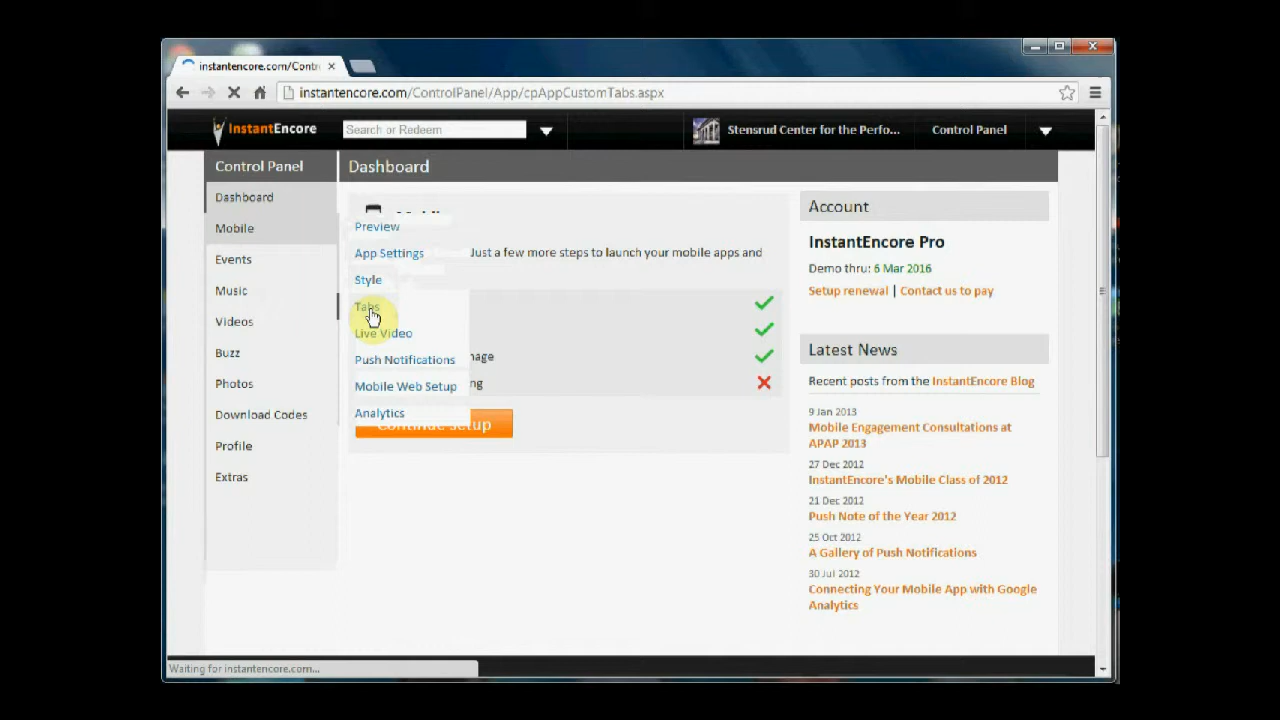 instantencore.com/Contr
instantencore.com/ControlPanel/App/cpAppCustomTabs.aspx
InstantEncore
Search or Redeem
Stensrud Center for the Perfo...
Control Panel
Control Panel
Dashboard
Mobile
Events
Music
Videos
Buzz
Photos
Download Codes
Profile
Extras
Dashboard
Preview
App Settings
Just a few more steps to launch your mobile apps and
Style
Tabs
Live Video
Push Notifications
Mobile Web Setup
Analytics
Continue setup
Account
InstantEncore Pro
Demo thru: 6 Mar 2016
Setup renewal | Contact us to pay
Latest News
Recent posts from the InstantEncore Blog
9 Jan 2013
Mobile Engagement Consultations at
APAP 2013
27 Dec 2012
InstantEncore's Mobile Class of 2012
21 Dec 2012
Push Note of the Year 2012
25 Oct 2012
A Gallery of Push Notifications
30 Jul 2012
Connecting Your Mobile App with Google
Analytics
Waiting for instantencore.com...